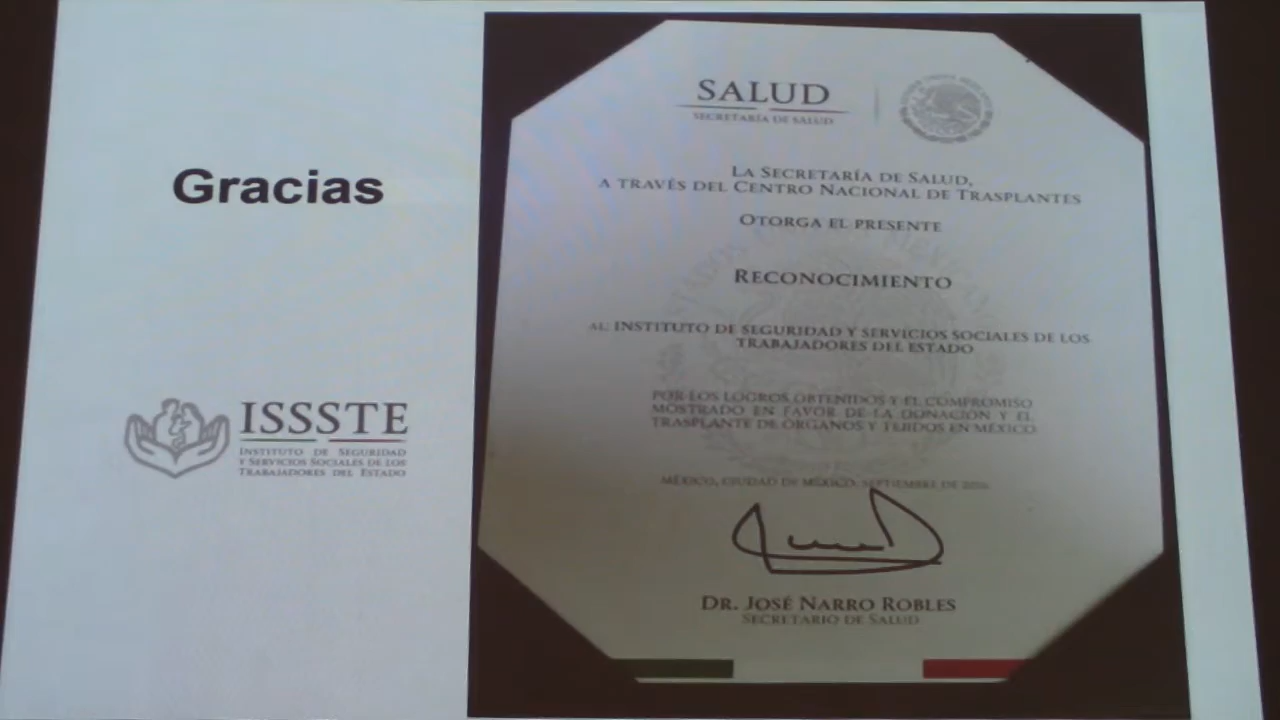 Gracias
ISSSTE
INSTITUTO DE SEGURIDAD
Y SERVICIOS SOCIALES DE LOS
TRABAJADORES DEL ESTADO
SALUD
SECRETARÍA DE SALUD
LA SECRETARÍA DE SALUD,
A TRAVÉS DEL CENTRO NACIONAL DE TRASPLANTES
OTORGA EL PRESENTE
RECONOCIMIENTO
AL INSTITUTO DE SEGURIDAD Y SERVICIOS SOCIALES DE LOS
TRABAJADORES DEL ESTADO
POR LOS LOGROS OBTENIDOS Y EL COMPROMISO
MOSTRADO EN FAVOR DE LA DONACIÓN Y EL
TRASPLANTE DE ÓRGANOS Y TEJIDOS EN MÉXICO
MÉXICO, CIUDAD DE MÉXICO, SEPTIEMBRE DE
DR. JOSÉ NARRO ROBLES
SECRETARIO DE SALUD